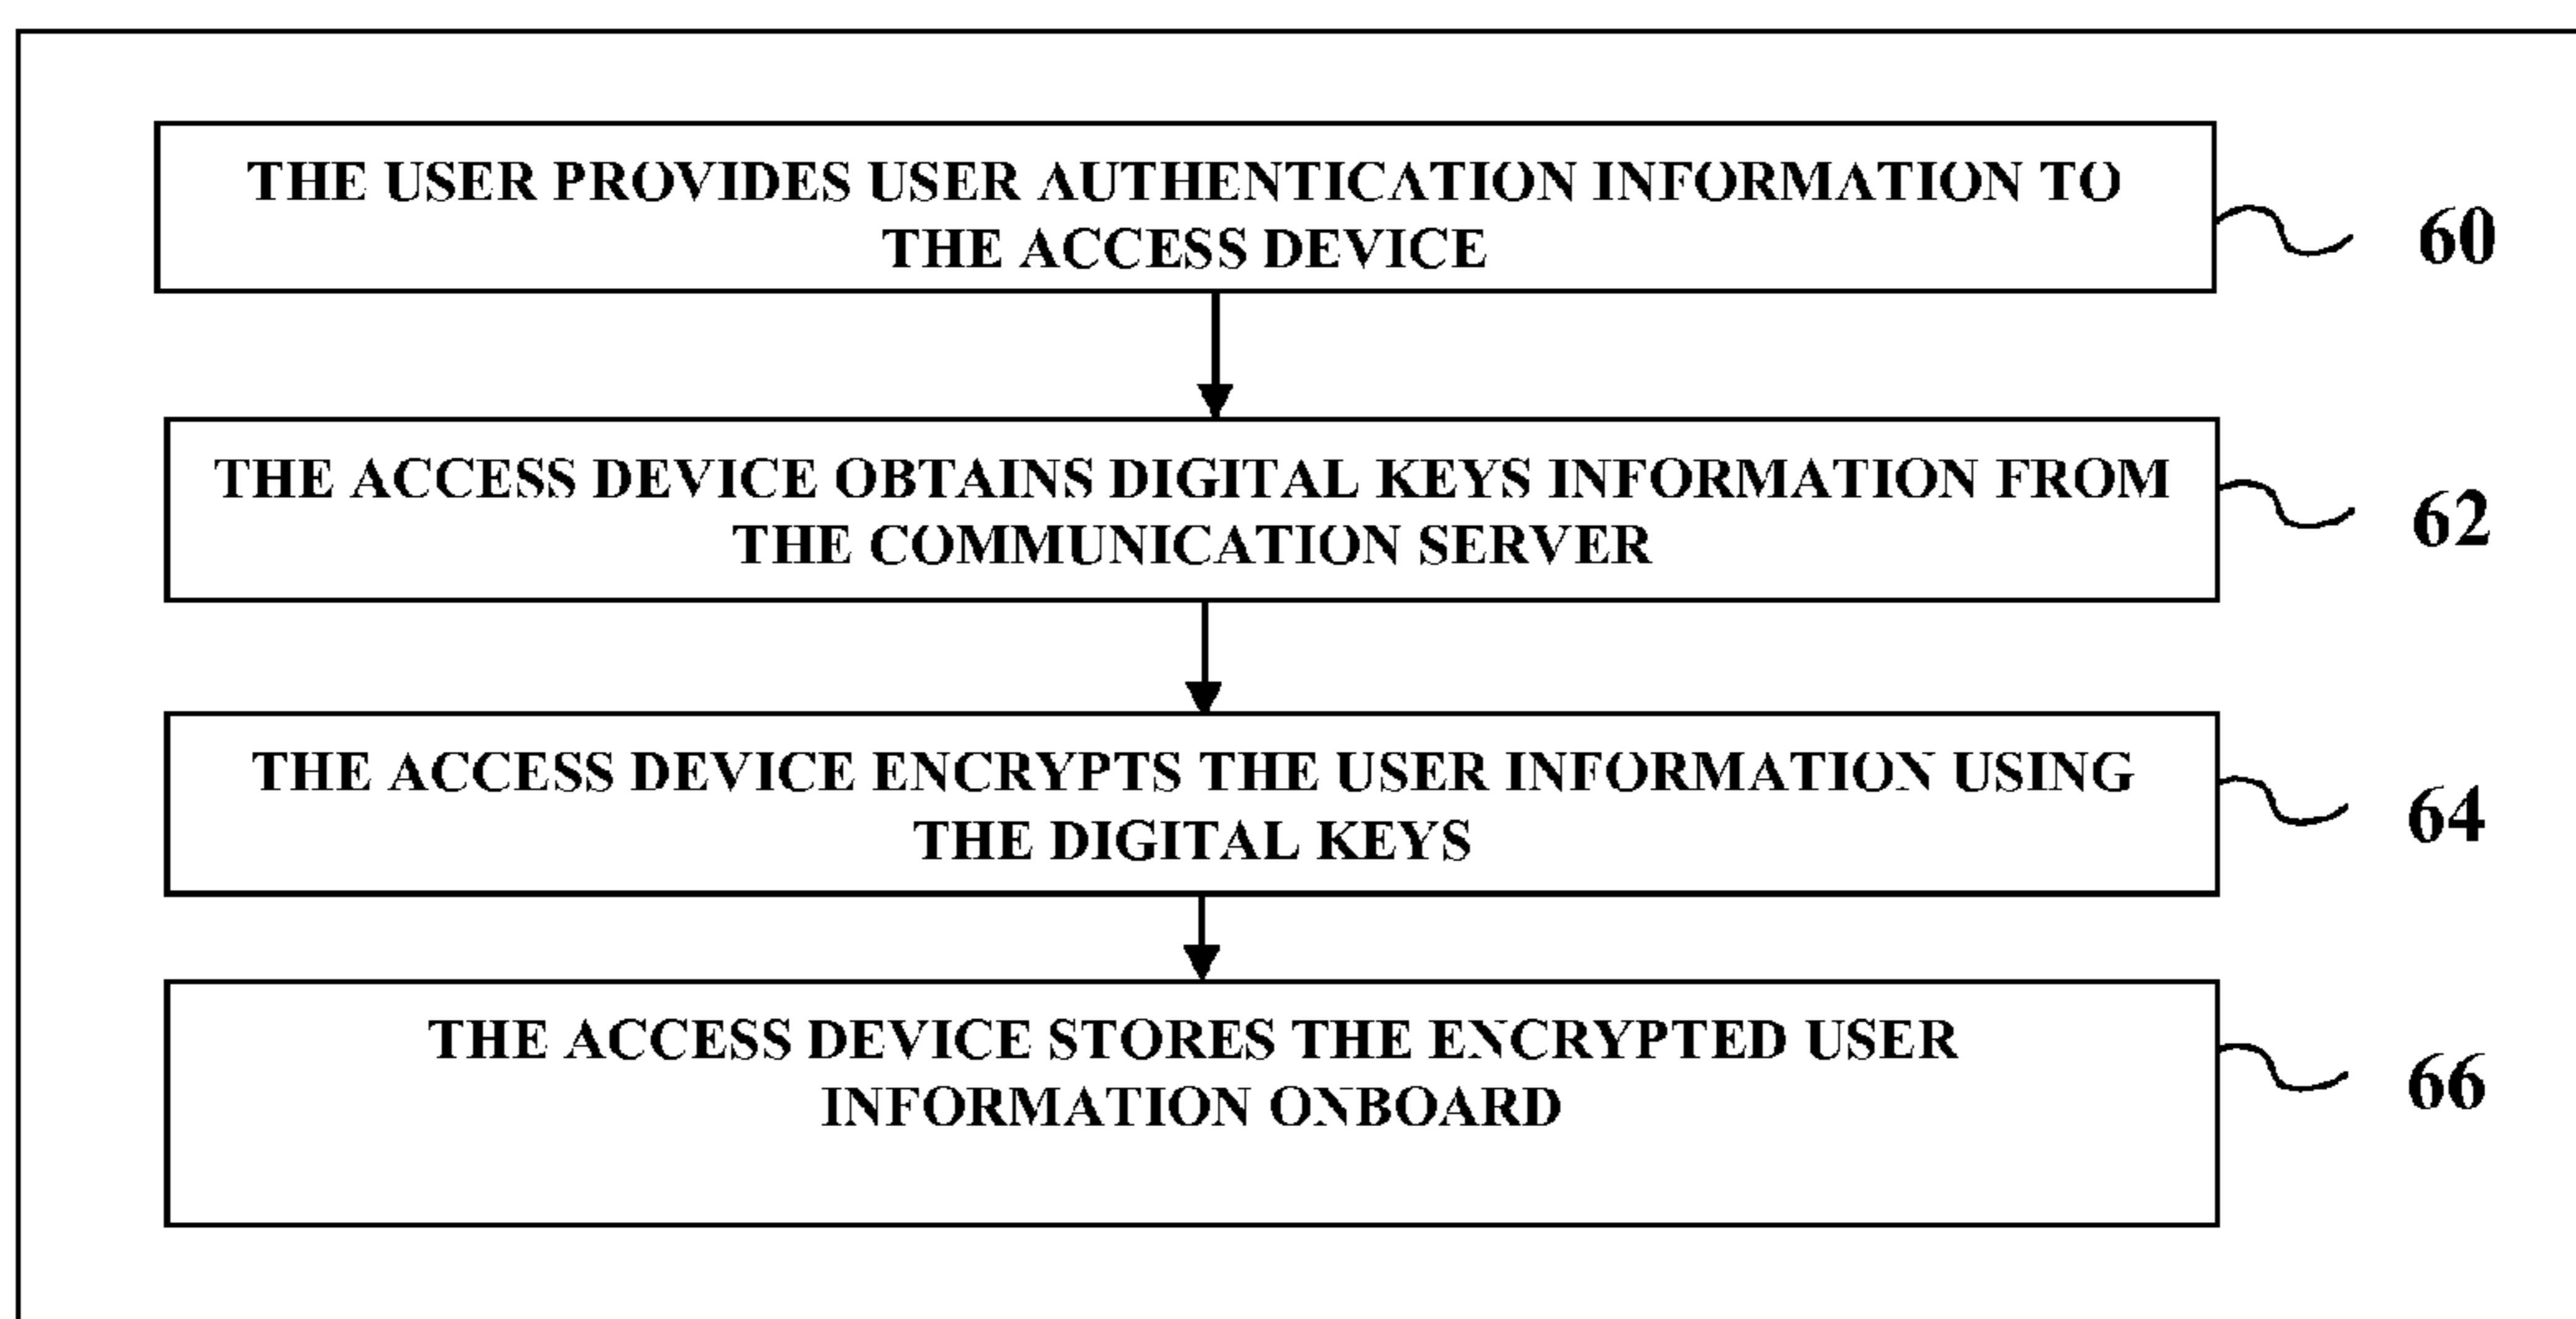 THE USER PROVIDES USER AUTHENTICATION INFORMATION TO
THE ACCESS DEVICE
60
THE ACCESS DEVICE OBTAINS DIGITAL KEYS INFORMATION FROM
THE COMMUNICATION SERVER
62
THE ACCESS DEVICE ENCRYPTS THE USER INFORMATION USING
THE DIGITAL KEYS
64
THE ACCESS DEVICE STORES THE ENCRYPTED USER
INFORMATION ONBOARD
66